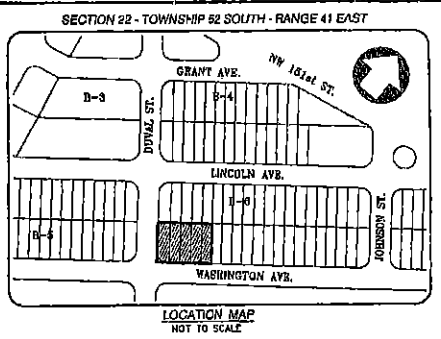 SECTION 22 - TOWNSHIP 52 SOUTH - RANGE 41 EAST
GRANT AVE.
NW 151st ST.
B-3
DUVAL ST.
B-4
LINCOLN AVE.
JOHNSON ST.
B-5
WASHINGTON AVE.
LOCATION MAP
NOT TO SCALE